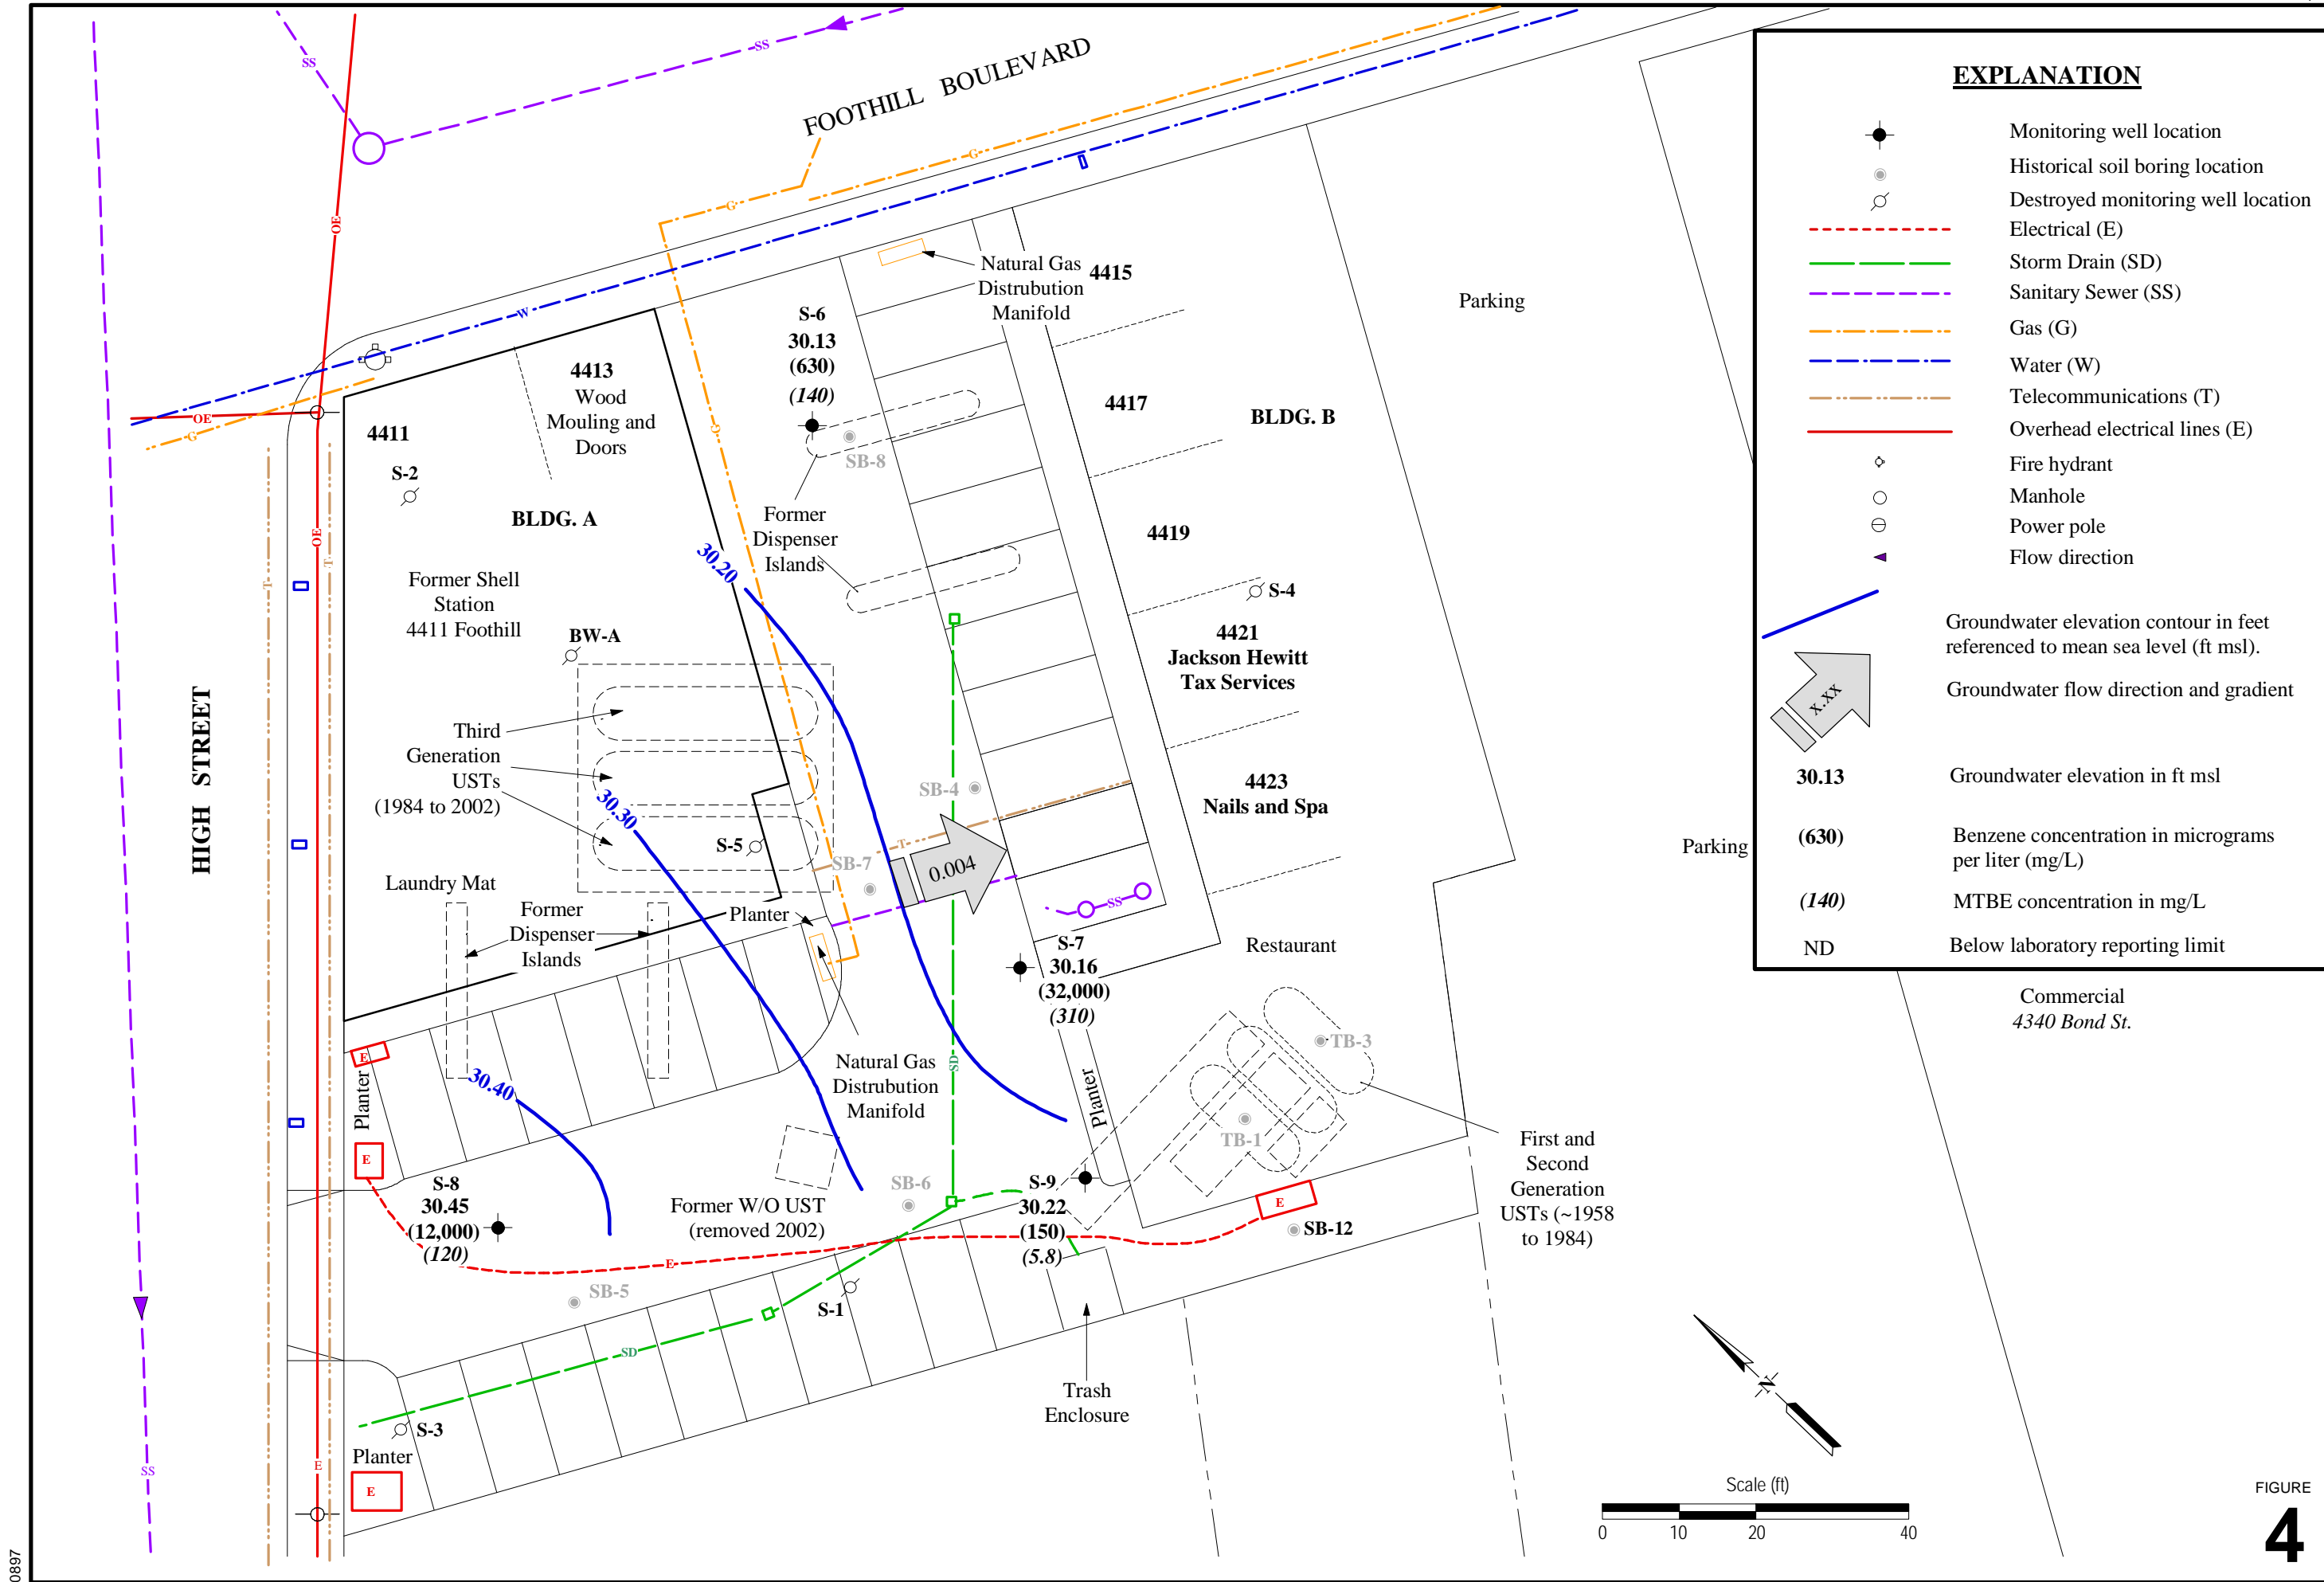 FOOTHILL BOULEVARD
HIGH STREET
SS
SS
SS
SS
OE
OE
OE
E
G
G
G
G
W
T
T
T
4411
S-2
4413
Wood
Mouling and
Doors
BLDG. A
Former Shell
Station
4411 Foothill
BW-A
Third
Generation
USTs
(1984 to 2002)
S-5
Laundry Mat
Former
Dispenser
Islands
Planter
Natural Gas
Distrubution
Manifold
S-6
30.13
(630)
(140)
SB-8
Former
Dispenser
Islands
Natural Gas
Distrubution
Manifold
4415
4417
BLDG. B
4419
S-4
4421
Jackson Hewitt
Tax Services
4423
Nails and Spa
Parking
Parking
30.20
30.30
30.40
SB-4
SB-7
0.004
SS
S-7
30.16
(32,000)
(310)
Restaurant
TB-3
TB-1
Planter
First and
Second
Generation
USTs (~1958
to 1984)
E
Planter
E
S-8
30.45
(12,000)
(120)
Former W/O UST
(removed 2002)
SB-6
SD
S-9
30.22
(150)
(5.8)
E
SB-12
E
SB-5
S-1
SD
S-3
Planter
E
Trash
Enclosure
Commercial
4340 Bond St.
EXPLANATION
Monitoring well location
Historical soil boring location
Destroyed monitoring well location
Electrical (E)
Storm Drain (SD)
Sanitary Sewer (SS)
Gas (G)
Water (W)
Telecommunications (T)
Overhead electrical lines (E)
Fire hydrant
Manhole
Power pole
Flow direction
Groundwater elevation contour in feet
referenced to mean sea level (ft msl).
x.xx
Groundwater flow direction and gradient
30.13 Groundwater elevation in ft msl
(630) Benzene concentration in micrograms
per liter (mg/L)
(140) MTBE concentration in mg/L
ND Below laboratory reporting limit
N
Scale (ft)
0 10 20 40
FIGURE
4
0897